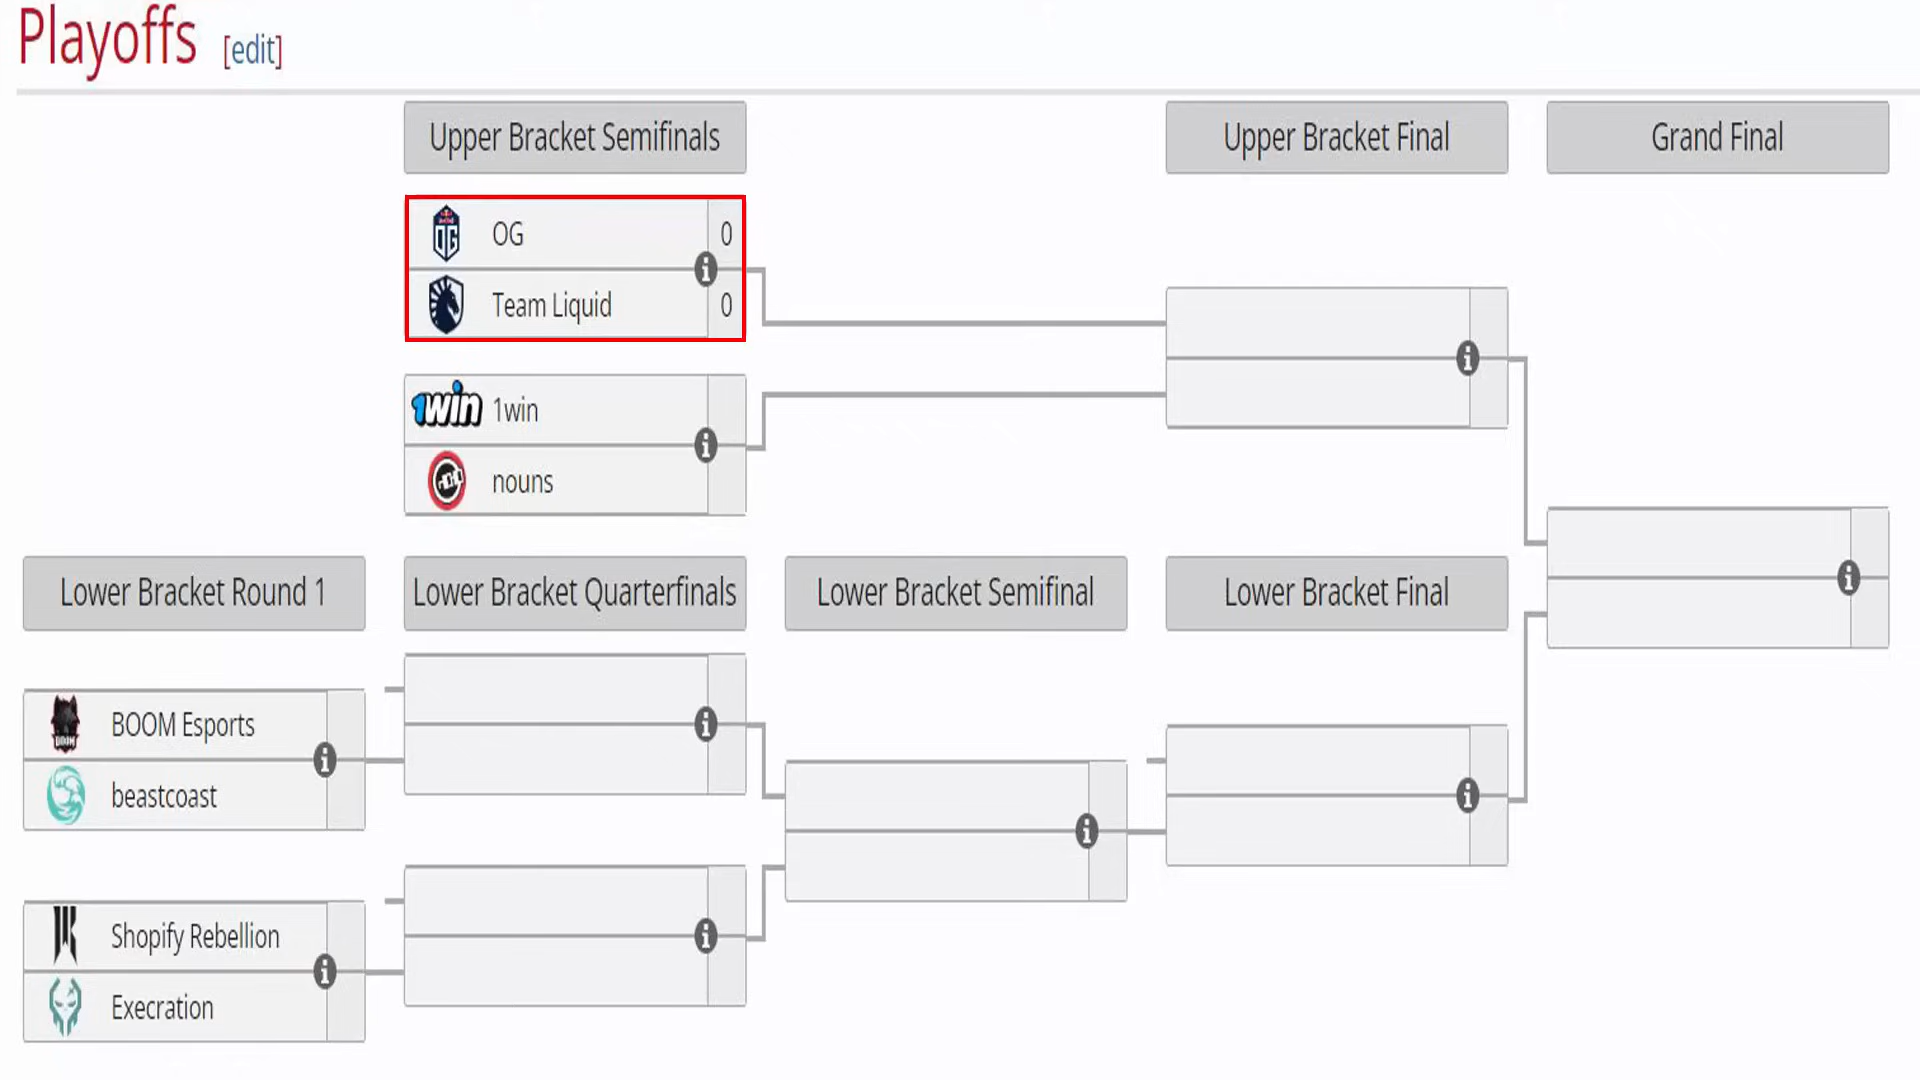 Playoffs [edit]
Upper Bracket Semifinals
Upper Bracket Final
Grand Final
OG 0
Team Liquid 0
1win 1win
nouns
Lower Bracket Round 1
Lower Bracket Quarterfinals
Lower Bracket Semifinal
Lower Bracket Final
BOOM BOOM Esports
beastcoast
Shopify Rebellion
Execration